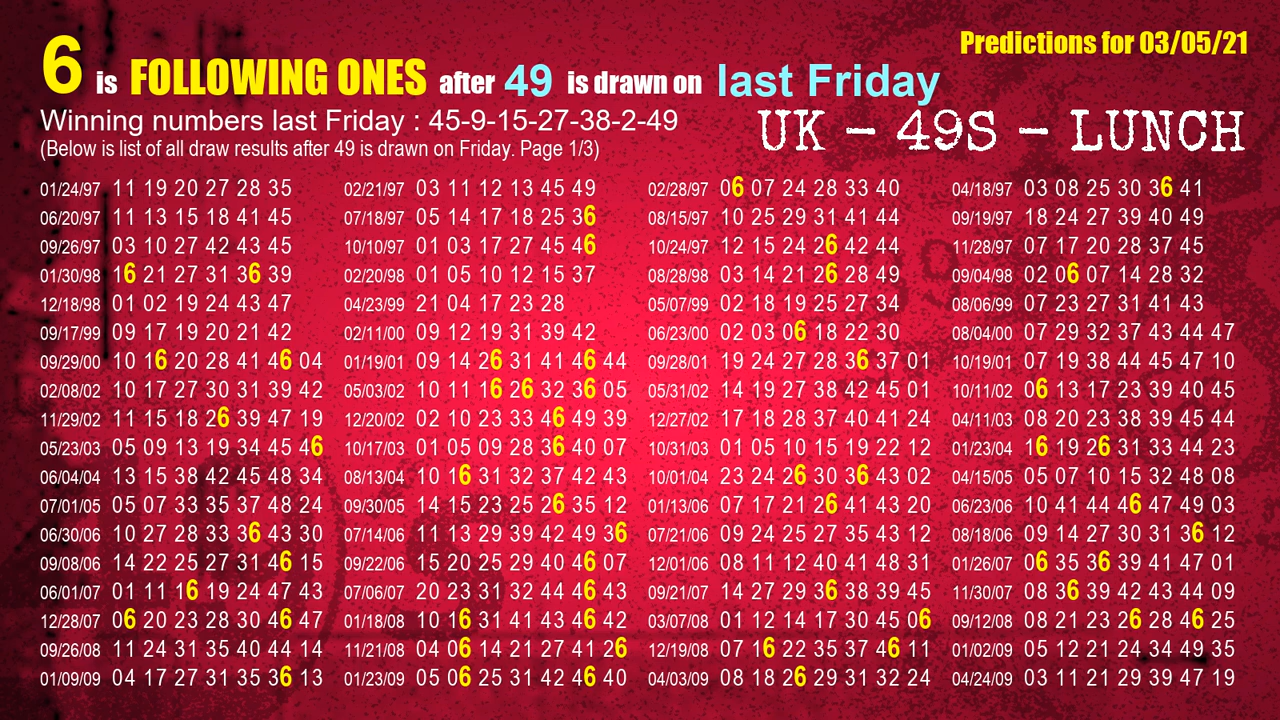 Predictions for 03/05/21
6 is FOLLOWING ONES after 49 is drawn on last Friday
Winning numbers last Friday : 45-9-15-27-38-2-49
UK - 49S - LUNCH
(Below is list of all draw results after 49 is drawn on Friday. Page 1/3)
01/24/97 11 19 20 27 28 35 02/21/97 03 11 12 13 45 49 02/28/97 06 07 24 28 33 40 04/18/97 03 08 25 30 36 41
06/20/97 11 13 15 18 41 45 07/18/97 05 14 17 18 25 36 08/15/97 10 25 29 31 41 44 09/19/97 18 24 27 39 40 49
09/26/97 03 10 27 42 43 45 10/10/97 01 03 17 27 45 46 10/24/97 12 15 24 26 42 44 11/28/97 07 17 20 28 37 45
01/30/98 16 21 27 31 36 39 02/20/98 01 05 10 12 15 37 08/28/98 03 14 21 26 28 49 09/04/98 02 06 07 14 28 32
12/18/98 01 02 19 24 43 47 04/23/99 21 04 17 23 28 05/07/99 02 18 19 25 27 34 08/06/99 07 23 27 31 41 43
09/17/99 09 17 19 20 21 42 02/11/00 09 12 19 31 39 42 06/23/00 02 03 06 18 22 30 08/04/00 07 29 32 37 43 44 47
09/29/00 10 16 20 28 41 46 04 01/19/01 09 14 26 31 41 46 44 09/28/01 19 24 27 28 36 37 01 10/19/01 07 19 38 44 45 47 10
02/08/02 10 17 27 30 31 39 42 05/03/02 10 11 16 26 32 36 05 05/31/02 14 19 27 38 42 45 01 10/11/02 06 13 17 23 39 40 45
11/29/02 11 15 18 26 39 47 19 12/20/02 02 10 23 33 46 49 39 12/27/02 17 18 28 37 40 41 24 04/11/03 08 20 23 38 39 45 44
05/23/03 05 09 13 19 34 45 46 10/17/03 01 05 09 28 36 40 07 10/31/03 01 05 10 15 19 22 12 01/23/04 16 19 26 31 33 44 23
06/04/04 13 15 38 42 45 48 34 08/13/04 10 16 31 32 37 42 43 10/01/04 23 24 26 30 36 43 02 04/15/05 05 07 10 15 32 48 08
07/01/05 05 07 33 35 37 48 24 09/30/05 14 15 23 25 26 35 12 01/13/06 07 17 21 26 41 43 20 06/23/06 10 41 44 46 47 49 03
06/30/06 10 27 28 33 36 43 30 07/14/06 11 13 29 39 42 49 36 07/21/06 09 24 25 27 35 43 12 08/18/06 09 14 27 30 31 36 12
09/08/06 14 22 25 27 31 46 15 09/22/06 15 20 25 29 40 46 07 12/01/06 08 11 12 40 41 48 31 01/26/07 06 35 36 39 41 47 01
06/01/07 01 11 16 19 24 47 43 07/06/07 20 23 31 32 44 46 43 09/21/07 14 27 29 36 38 39 45 11/30/07 08 36 39 42 43 44 09
12/28/07 06 20 23 28 30 46 47 01/18/08 10 16 31 41 43 46 42 03/07/08 01 12 14 17 30 45 06 09/12/08 08 21 23 26 28 46 25
09/26/08 11 24 31 35 40 44 14 11/21/08 04 06 14 21 27 41 26 12/19/08 07 16 22 35 37 46 11 01/02/09 05 12 21 24 34 49 35
01/09/09 04 17 27 31 35 36 13 01/23/09 05 06 25 31 42 46 40 04/03/09 08 18 26 29 31 32 24 04/24/09 03 11 21 29 39 47 19